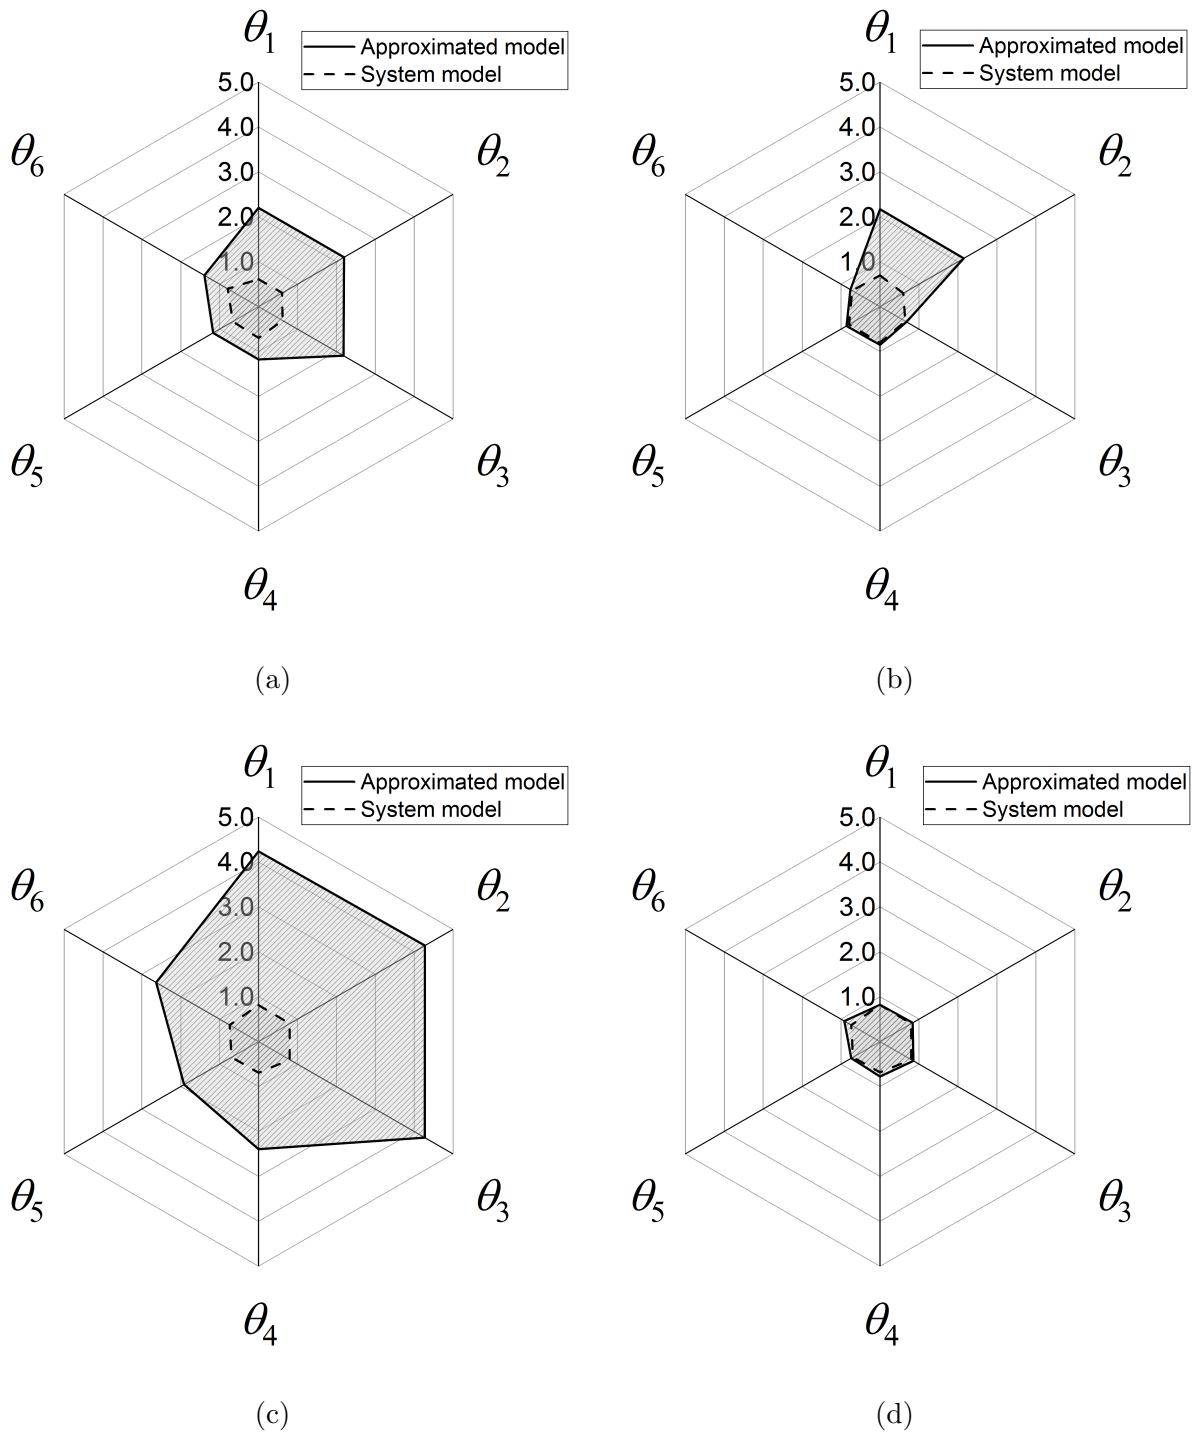 θ1
Approximated model
System model
5.0
4.0
θ6
θ2
3.0
2.0
1.0
θ5
θ3
θ4
(a)
θ1
Approximated model
System model
5.0
4.0
θ6
θ2
3.0
2.0
1.0
θ5
θ3
θ4
(b)
θ1
Approximated model
System model
5.0
4.0
θ6
θ2
3.0
2.0
1.0
θ5
θ3
θ4
(c)
θ1
Approximated model
System model
5.0
4.0
θ6
θ2
3.0
2.0
1.0
θ5
θ3
θ4
(d)